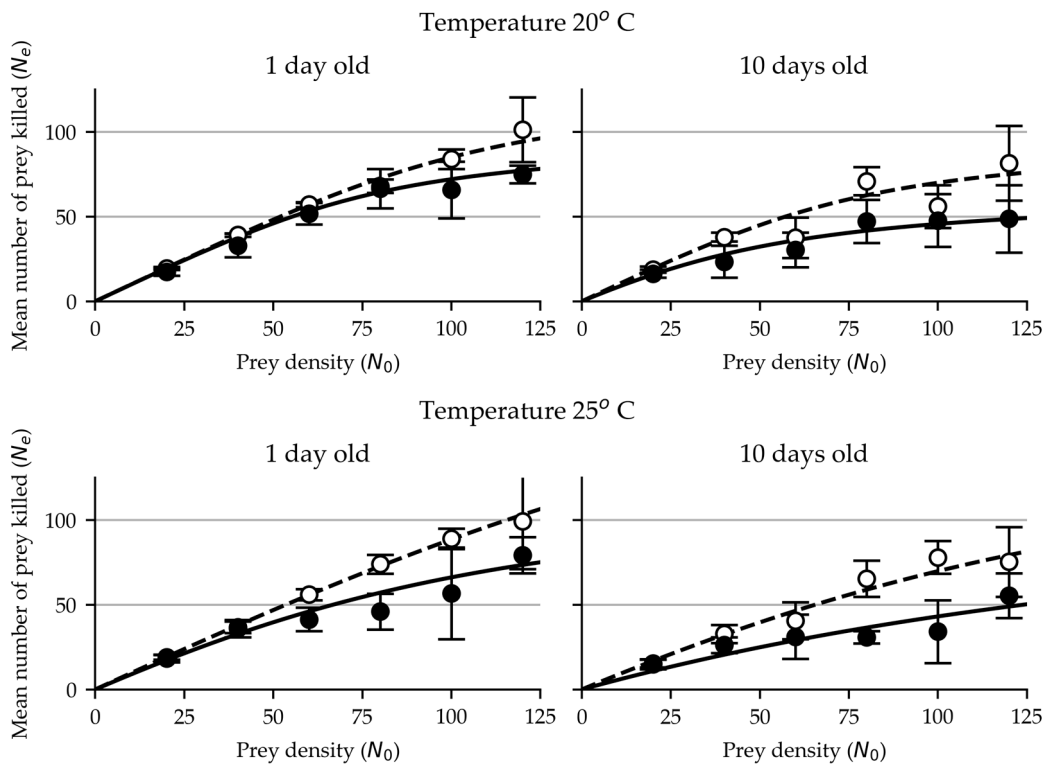 Temperature 20° C
1 day old
10 days old
Mean number of prey killed (Nₑ)
100
50
0
0 25 50 75 100 125
0 25 50 75 100 125
Prey density (N₀)
Prey density (N₀)
Temperature 25° C
1 day old
10 days old
Mean number of prey killed (Nₑ)
100
50
0
0 25 50 75 100 125
0 25 50 75 100 125
Prey density (N₀)
Prey density (N₀)